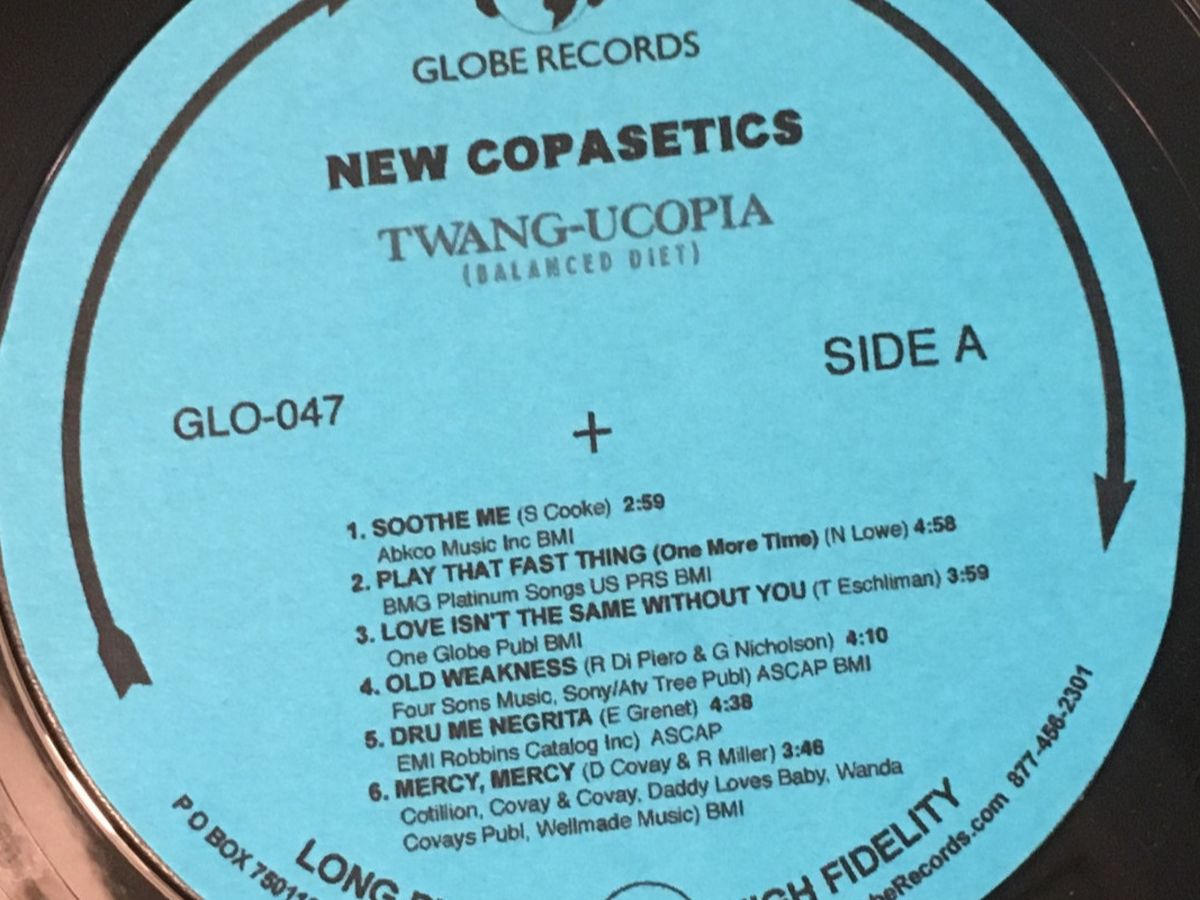 GLOBE RECORDS
NEW COPASETICS
TWANG-UCOPIA
(BALANCED DIET)
SIDE A
GLO-047
+
1. SOOTHE ME (S Cooke) 2:59
Abkco Music Inc BMI
2. PLAY THAT FAST THING (One More Time) (N Lowe) 4:58
BMG Platinum Songs US PRS BMI
3. LOVE ISN'T THE SAME WITHOUT YOU (T Eschliman) 3:59
One Globe Publ BMI
4. OLD WEAKNESS (R Di Piero & G Nicholson) 4:10
Four Sons Music, Sony/Atv Tree Publ) ASCAP BMI
5. DRU ME NEGRITA (E Grenet) 4:38
EMI Robbins Catalog Inc) ASCAP
6. MERCY, MERCY (D Covay & R Miller) 3:46
Cotillion, Covay & Covay, Daddy Loves Baby, Wanda
Covays Publ, Wellmade Music) BMI
LONG
FIDELITY
P O BOX
877-456-2301